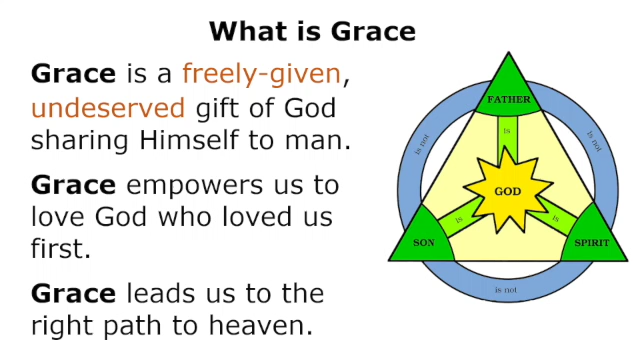 What is Grace
Grace is a freely-given,
undeserved gift of God
sharing Himself to man.
Grace empowers us to
love God who loved us
first.
Grace leads us to the
right path to heaven.
FATHER
is not
is
is not
GOD
SON
is
is
SPIRIT
is not